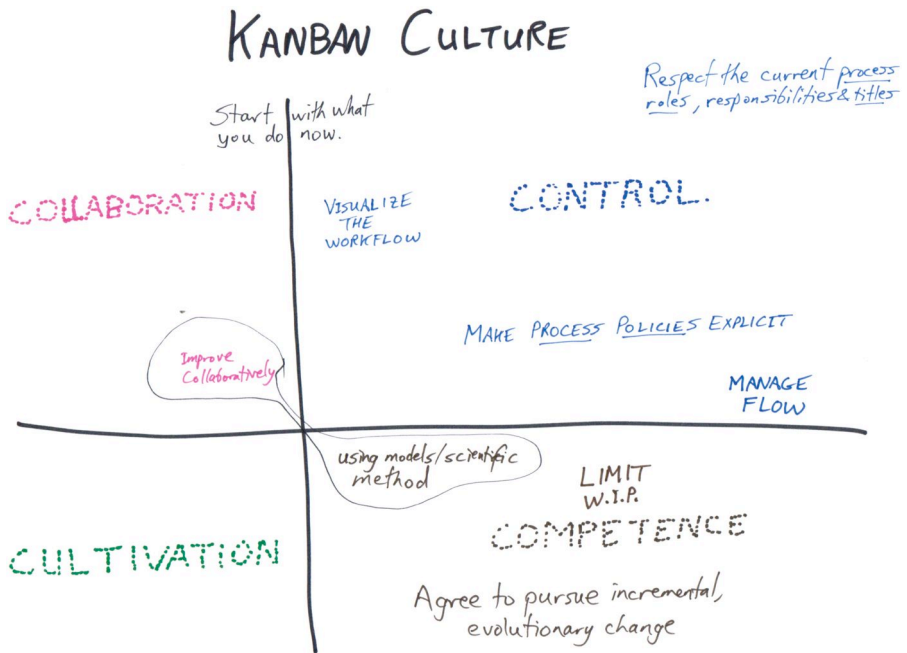 KANBAN CULTURE
Respect the current process
roles, responsibilities & titles
Start with what
you do now.
COLLABORATION
VISUALIZE
THE
WORKFLOW
CONTROL.
MAKE PROCESS POLICIES EXPLICIT
Improve
Collaboratively
MANAGE
FLOW
using models/scientific
method
LIMIT
W.I.P.
COMPETENCE
CULTIVATION
Agree to pursue incremental,
evolutionary change